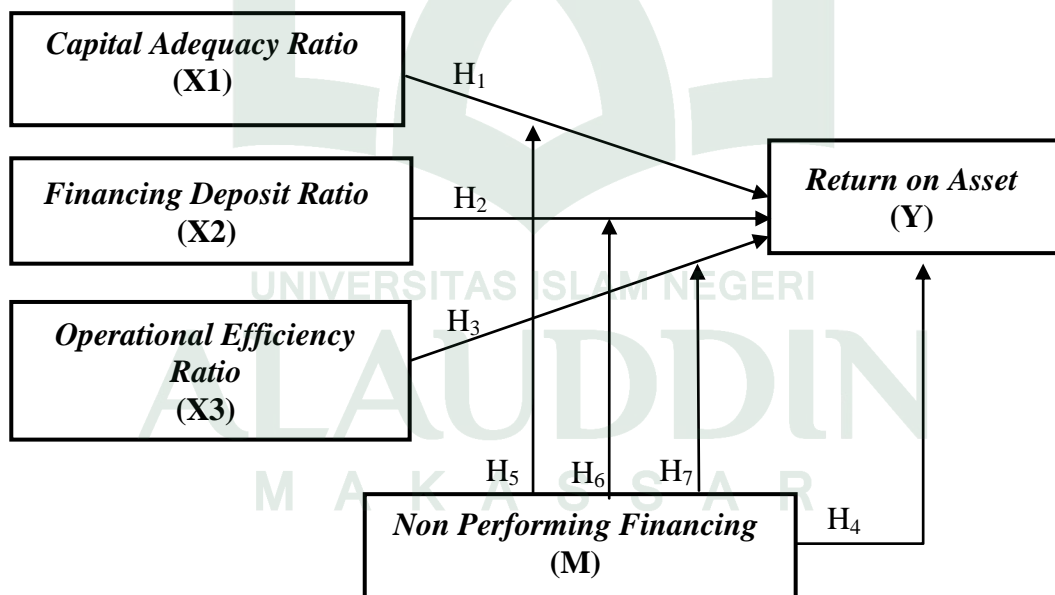 Capital Adequacy Ratio
(X1)
H₁
Financing Deposit Ratio
(X2)
H₂
Return on Asset
(Y)
UNIVERSITAS ISLAM NEGERI
Operational Efficiency
Ratio
(X3)
H₃
ALAUDDIN
MAKASSAR
H₅
H₆
H₇
Non Performing Financing
(M)
H₄